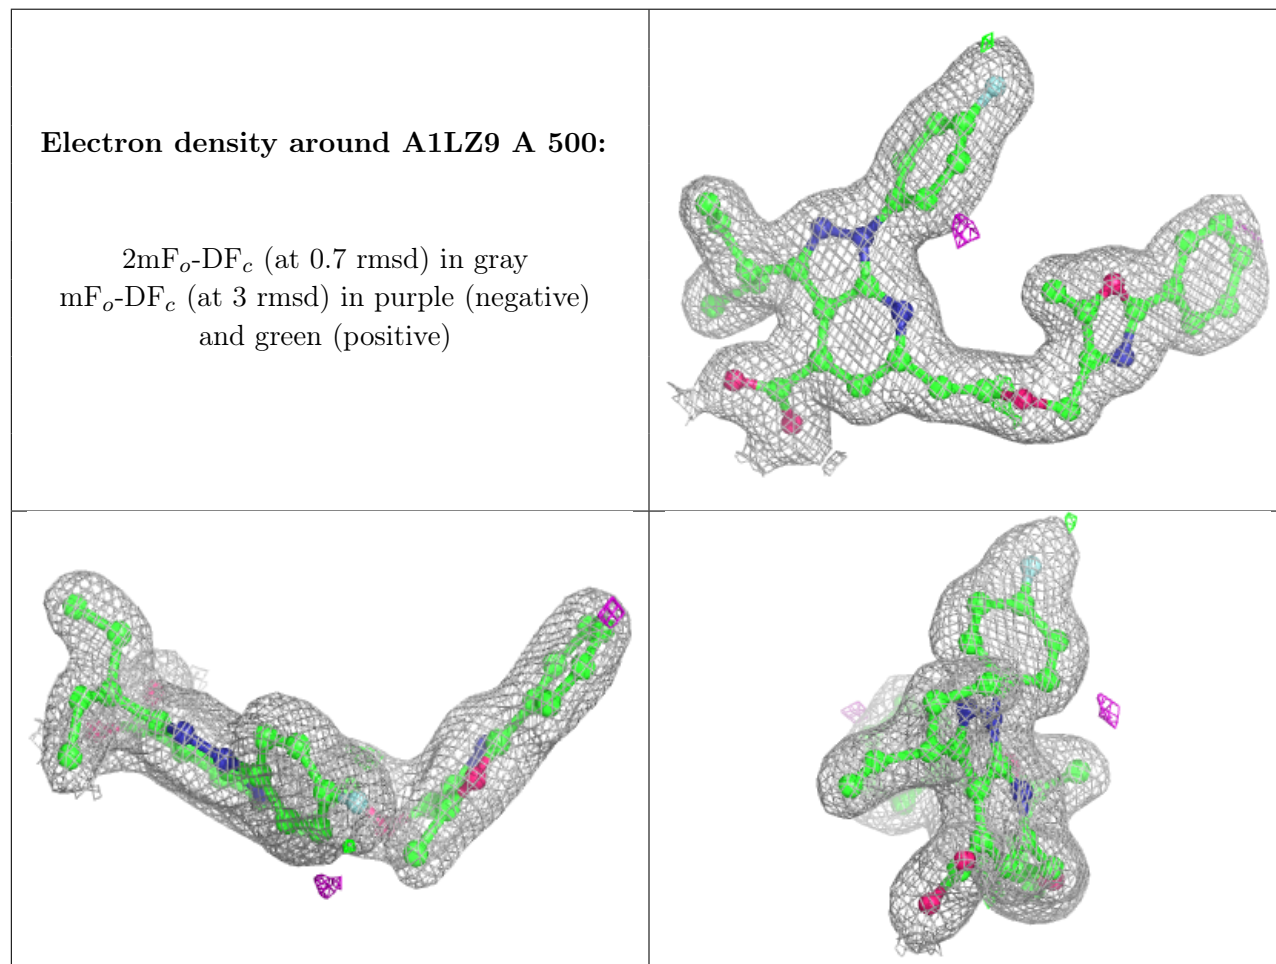 Electron density around A1LZ9 A 500:
2mFo-DFc (at 0.7 rmsd) in gray
mFo-DFc (at 3 rmsd) in purple (negative)
and green (positive)